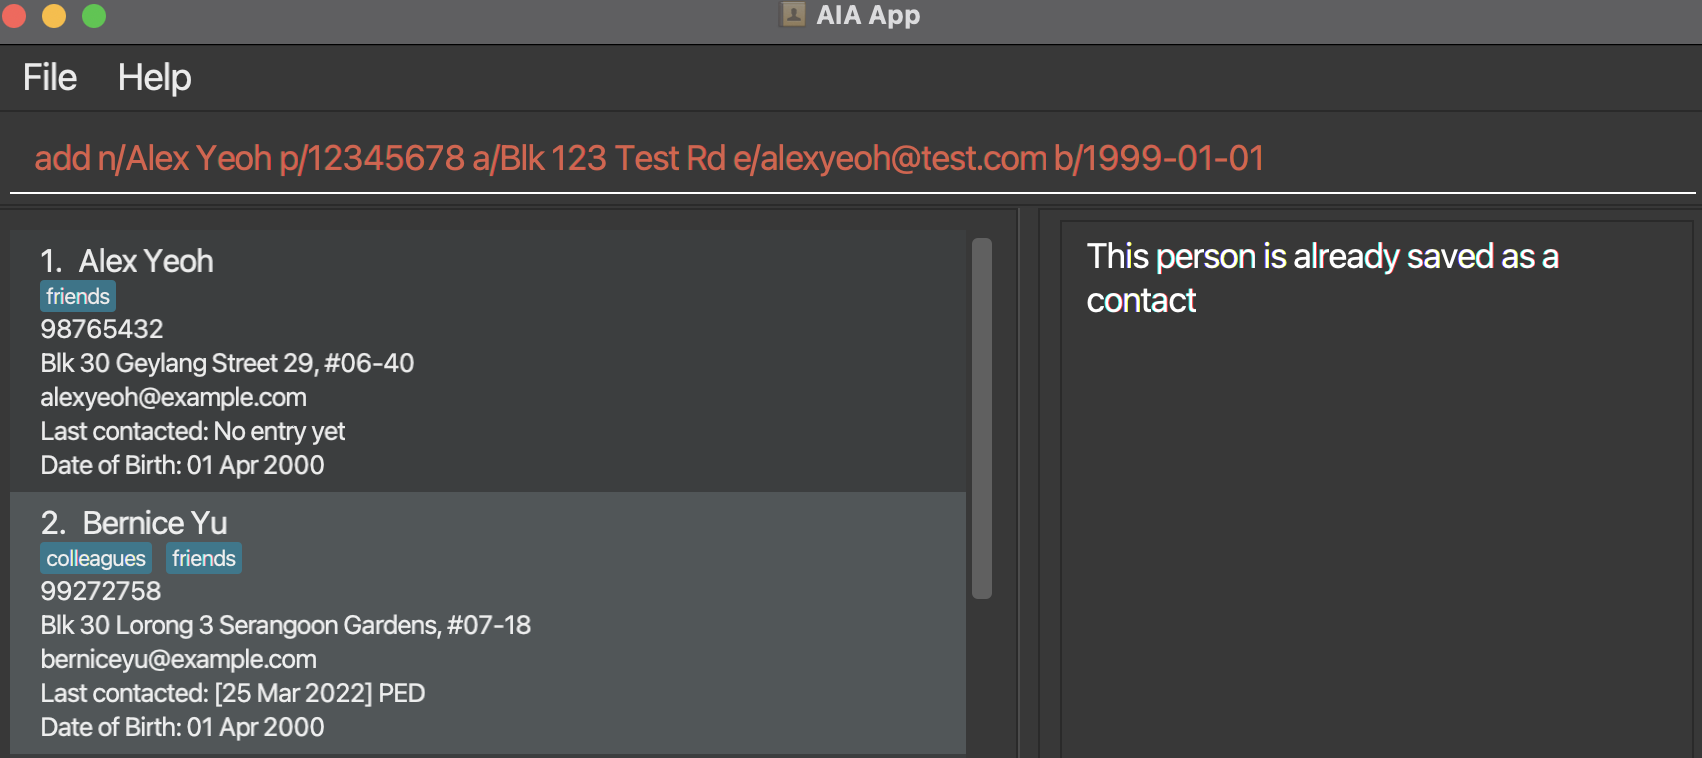 AIA App
File Help
add n/Alex Yeoh p/12345678 a/Blk 123 Test Rd e/alexyeoh@test.com b/1999-01-01
1. Alex Yeoh
friends
98765432
Blk 30 Geylang Street 29, #06-40
alexyeoh@example.com
Last contacted: No entry yet
Date of Birth: 01 Apr 2000
2. Bernice Yu
colleagues friends
99272758
Blk 30 Lorong 3 Serangoon Gardens, #07-18
berniceyu@example.com
Last contacted: [25 Mar 2022] PED
Date of Birth: 01 Apr 2000
This person is already saved as a
contact